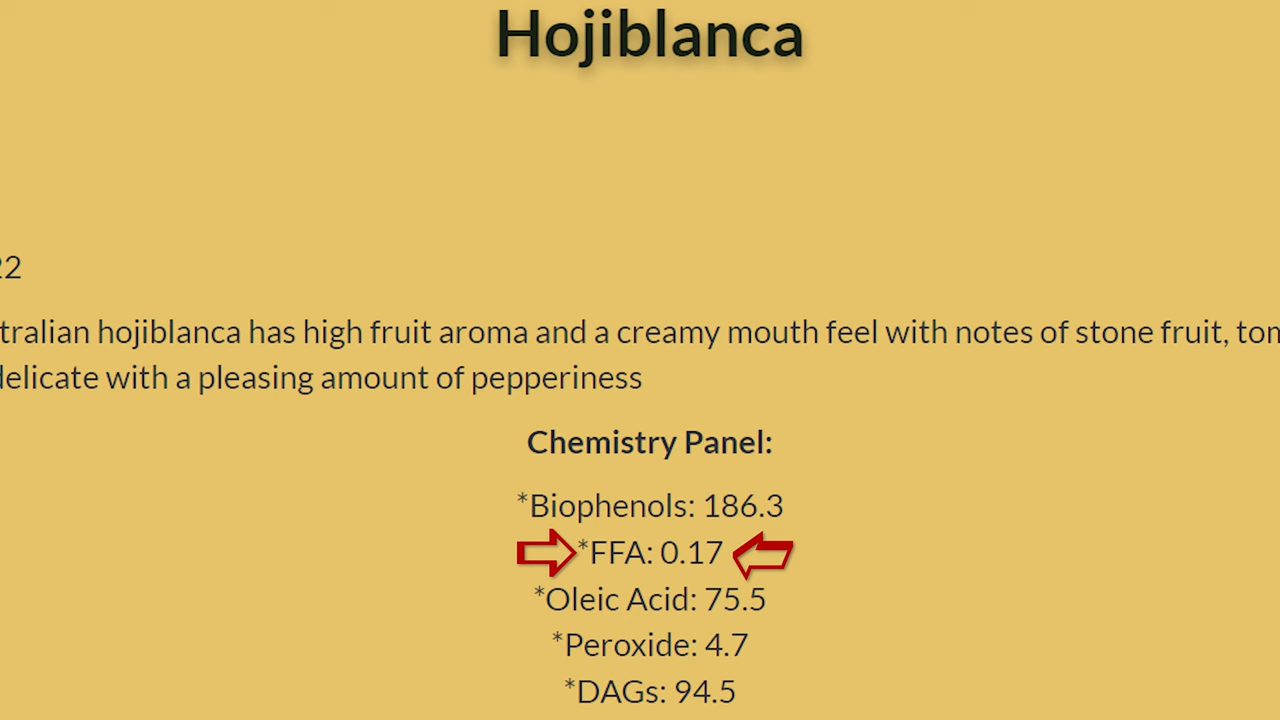 Hojiblanca
22
tralian hojiblanca has high fruit aroma and a creamy mouth feel with notes of stone fruit, tom
delicate with a pleasing amount of pepperiness
Chemistry Panel:
*Biophenols: 186.3
*FFA: 0.17
*Oleic Acid: 75.5
*Peroxide: 4.7
*DAGs: 94.5